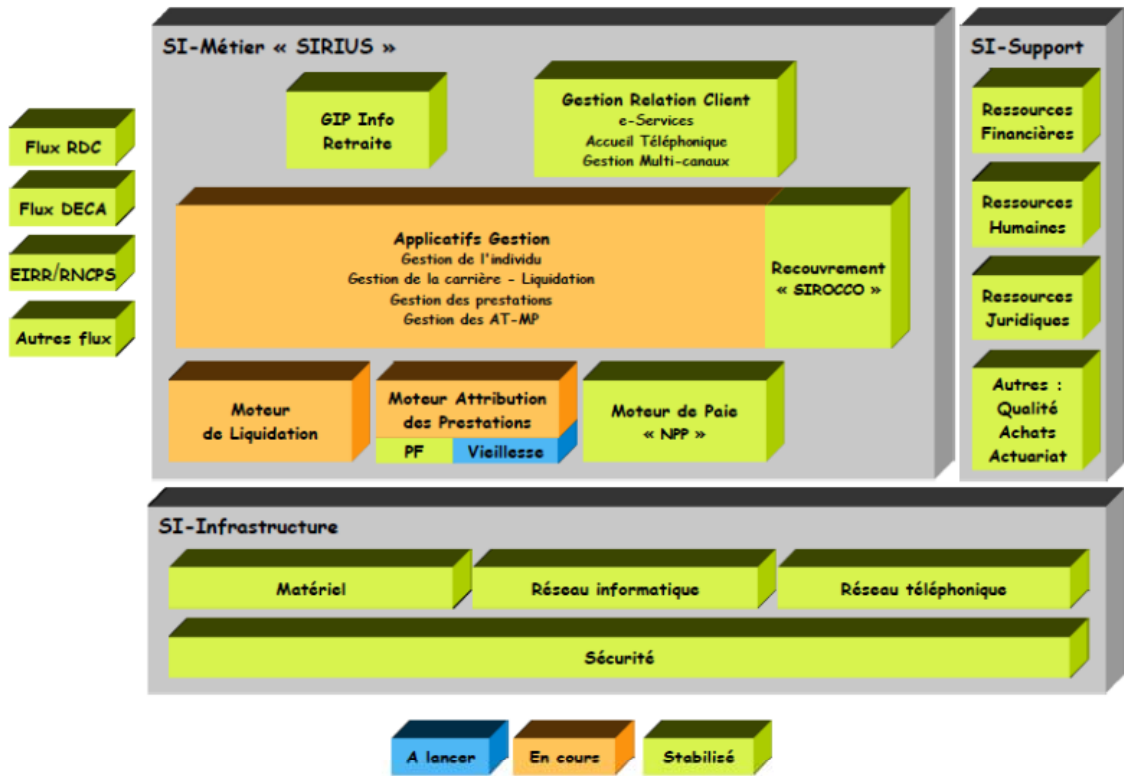 SI-Métier « SIRIUS »
GIP Info
Retraite
Gestion Relation Client
e-Services
Accueil Téléphonique
Gestion Multi-canaux
Flux RDC
Flux DECA
EIRR/RNCPS
Autres flux
Applicatifs Gestion
Gestion de l'individu
Gestion de la carrière - Liquidation
Gestion des prestations
Gestion des AT-MP
Recouvrement
« SIROCCO »
Moteur
de Liquidation
Moteur Attribution
des Prestations
PF
Vieillesse
Moteur de Paie
« NPP »
SI-Support
Ressources
Financières
Ressources
Humaines
Ressources
Juridiques
Autres :
Qualité
Achats
Actuariat
SI-Infrastructure
Matériel
Réseau informatique
Réseau téléphonique
Sécurité
A lancer
En cours
Stabilisé